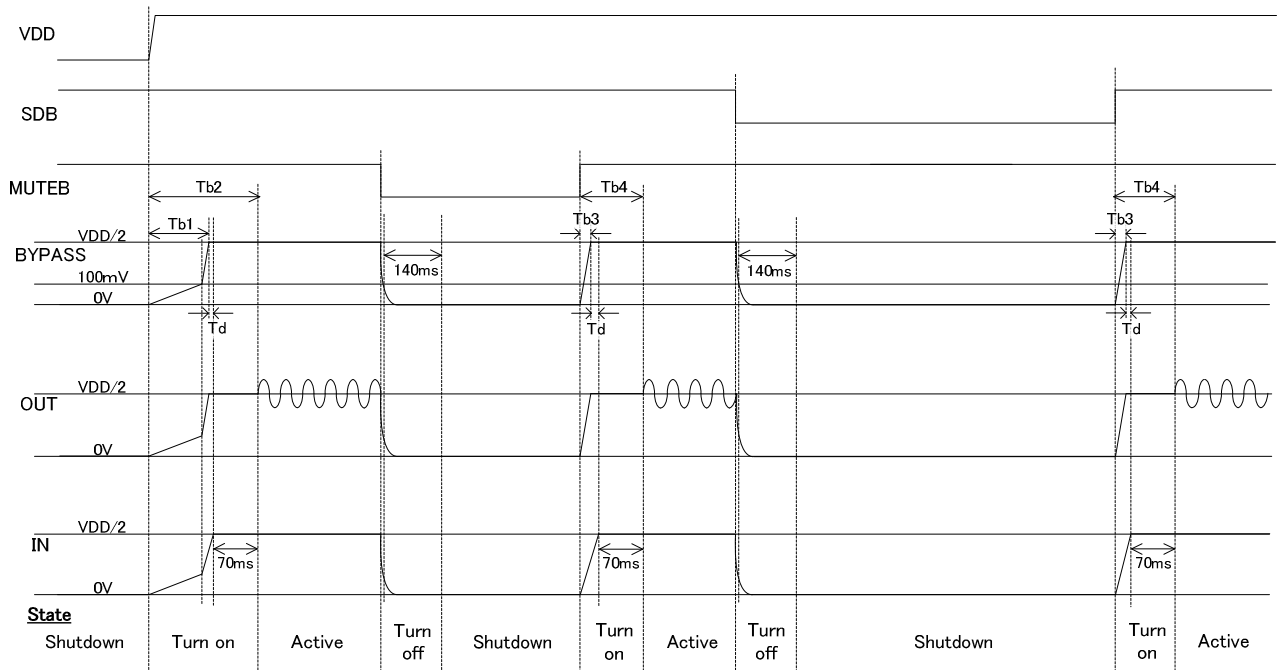 VDD
SDB
MUTEB
Tb2
Tb4
Tb4
Tb1
Tb3
Tb3
VDD/2
BYPASS
140ms
140ms
100mV
0V
Td
Td
Td
VDD/2
OUT
0V
VDD/2
IN
70ms
70ms
70ms
0V
State
Shutdown
Turn on
Active
Turn off
Shutdown
Turn on
Active
Turn off
Shutdown
Turn on
Active